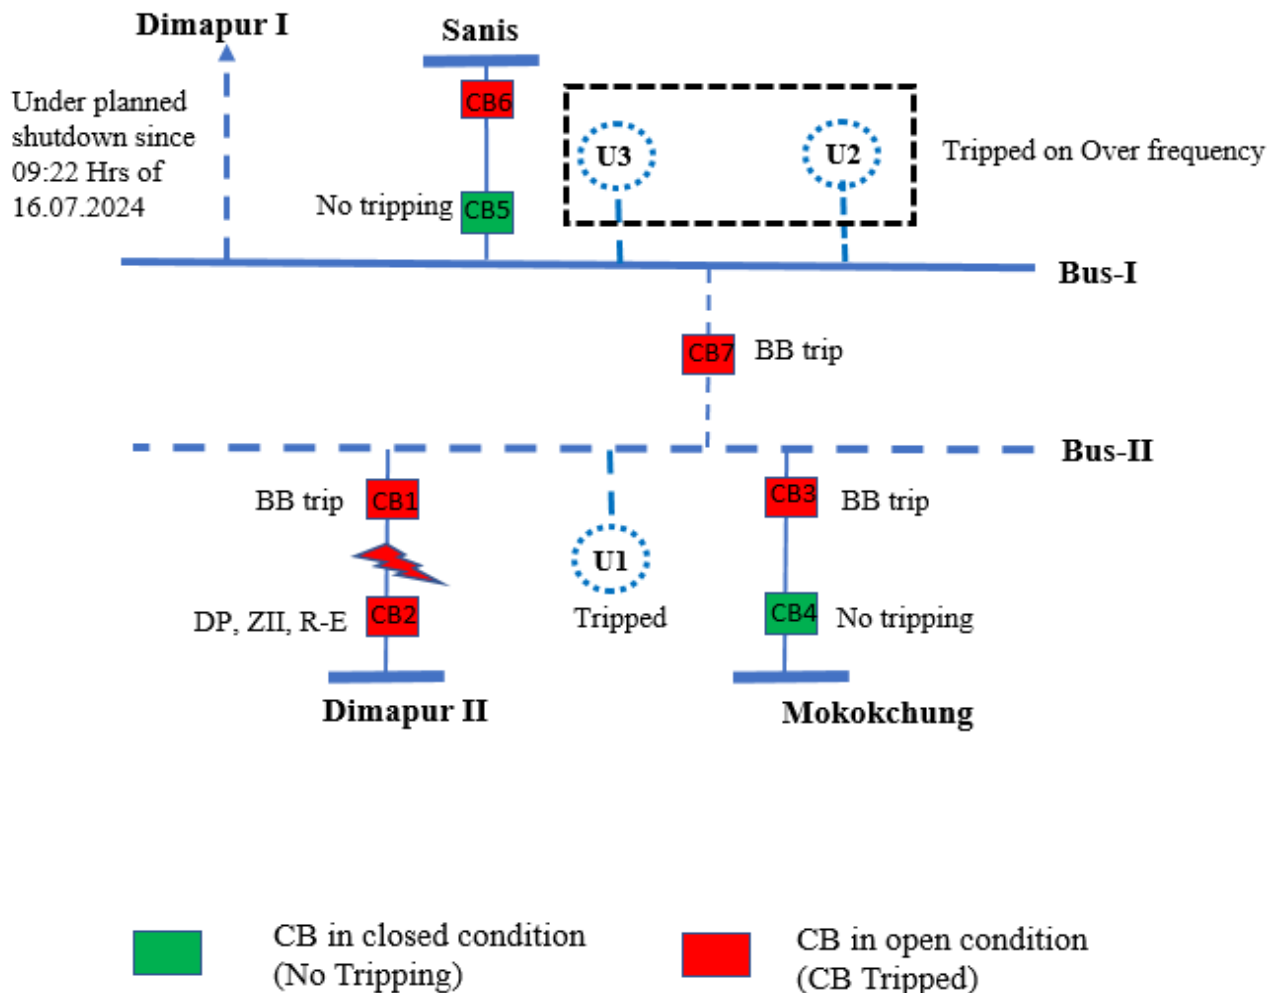 Dimapur I
Sanis
Under planned
shutdown since
09:22 Hrs of
16.07.2024
CB6
U3
U2
Tripped on Over frequency
No tripping
CB5
Bus-I
CB7
BB trip
Bus-II
BB trip
CB1
CB3
BB trip
U1
DP, ZII, R-E
CB2
Tripped
CB4
No tripping
Dimapur II
Mokokchung
CB in closed condition
(No Tripping)
CB in open condition
(CB Tripped)